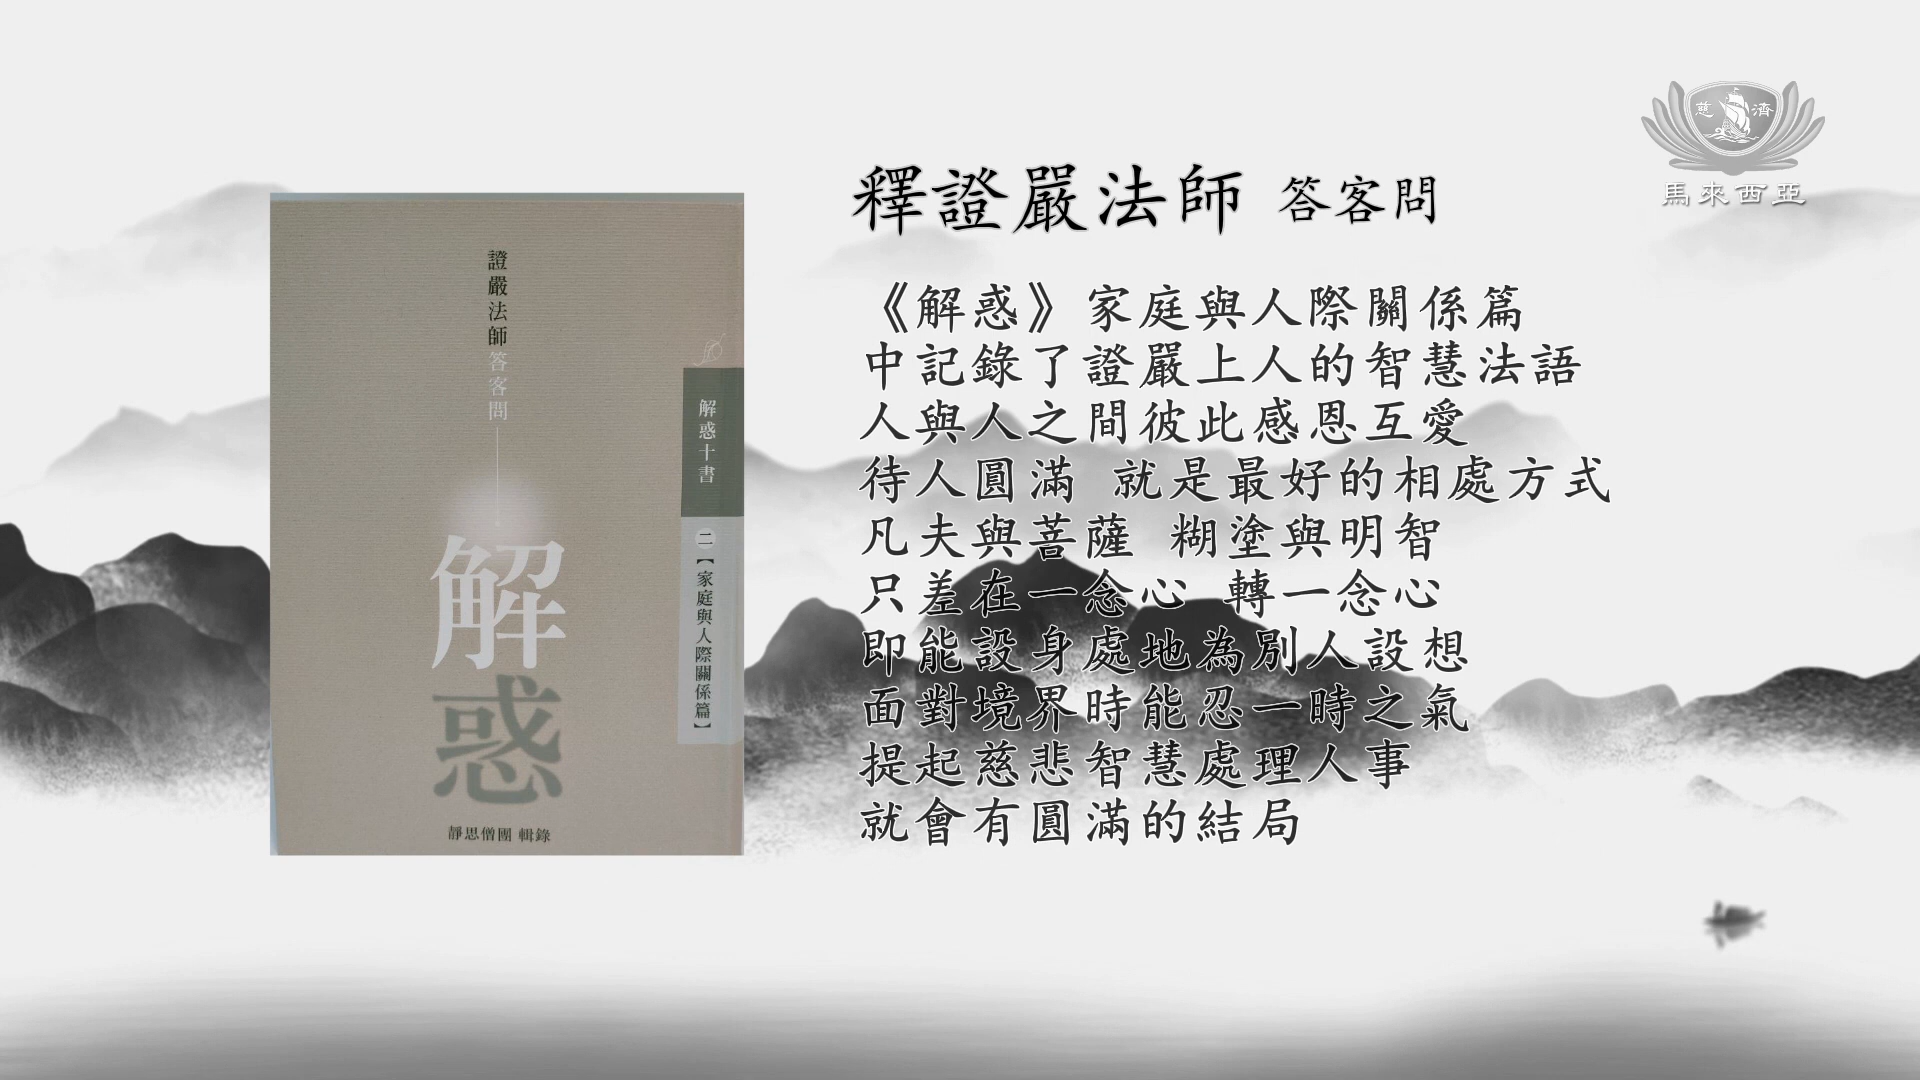 證嚴法師答客問
解惑
靜思僧團 輯錄
解惑十書
二【家庭與人際關係篇】
釋證嚴法師 答客問
《解惑》家庭與人際關係篇
中記錄了證嚴上人的智慧法語
人與人之間彼此感恩互愛
待人圓滿 就是最好的相處方式
凡夫與菩薩 糊塗與明智
只差在一念心 轉一念心
即能設身處地為別人設想
面對境界時能忍一時之氣
提起慈悲智慧處理人事
就會有圓滿的結局
慈濟
馬來西亞